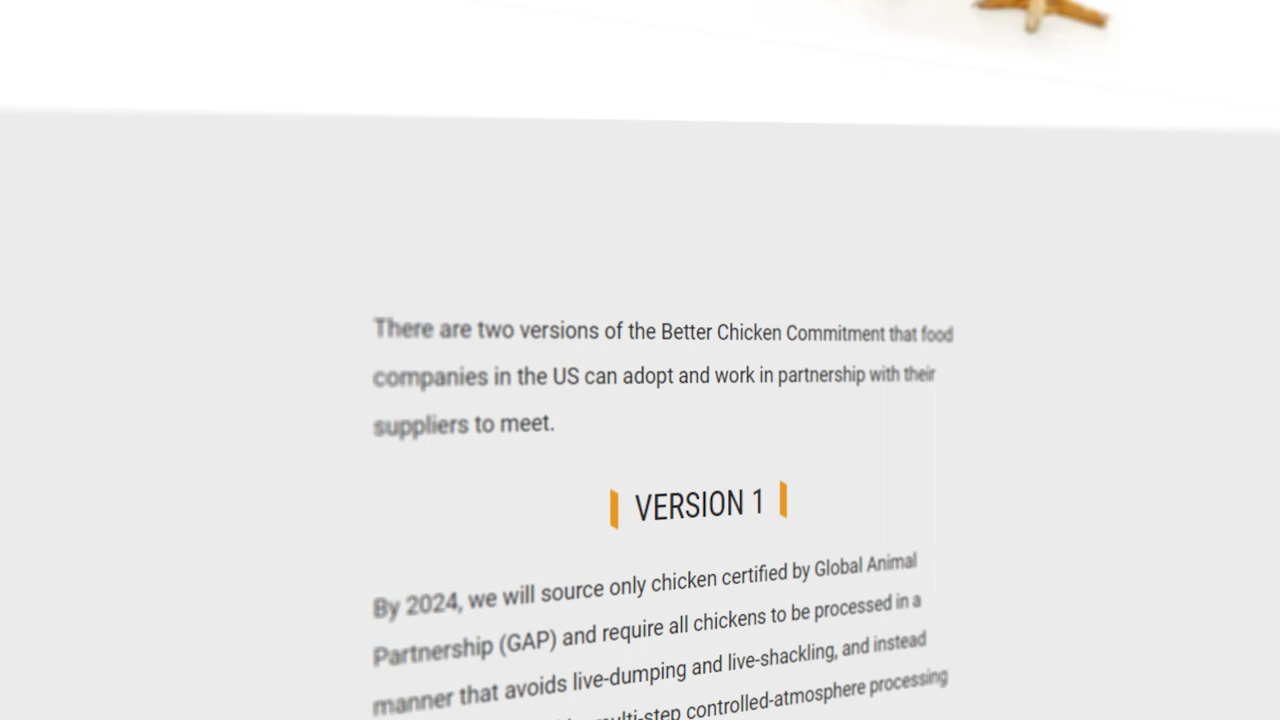 There are two versions of the Better Chicken Commitment that food
companies in the US can adopt and work in partnership with their
suppliers to meet.
VERSION 1
By 2024, we will source only chicken certified by Global Animal
Partnership (GAP) and require all chickens to be processed in a
manner that avoids live-dumping and live-shackling, and instead
multi-step controlled-atmosphere processing